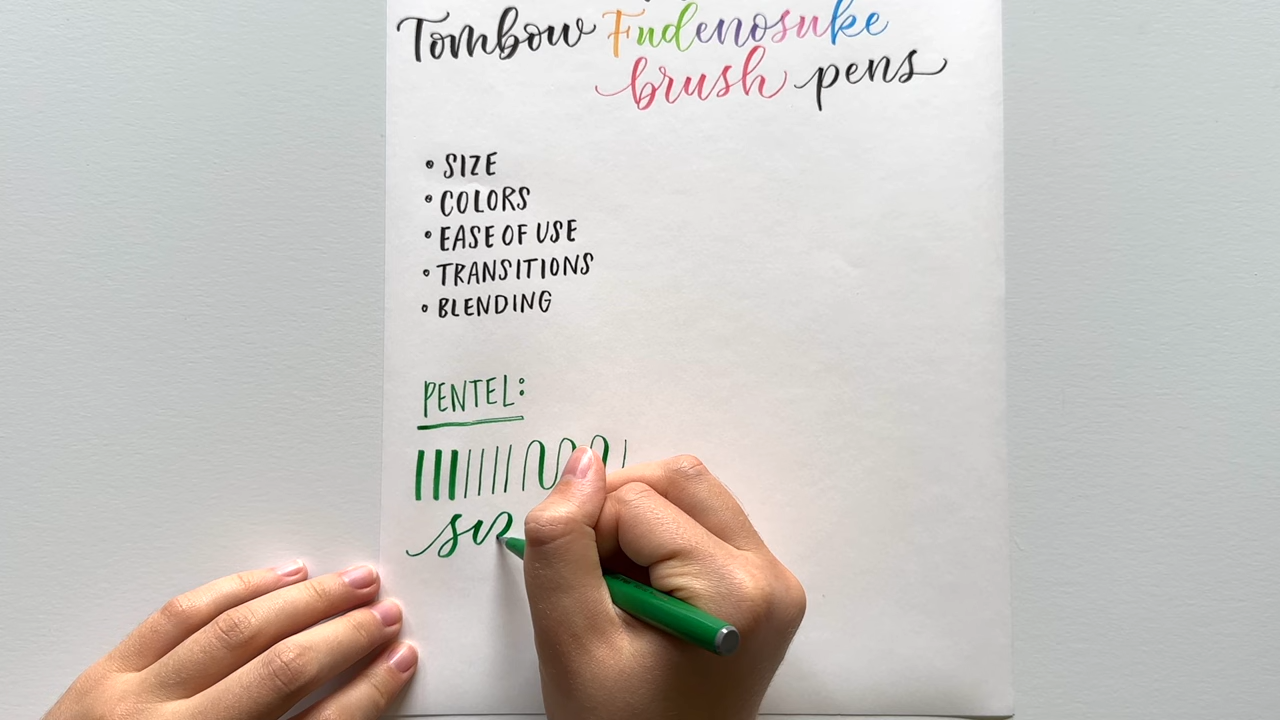 Tombow Fudenosuke
brush pens
• SIZE
• COLORS
• EASE OF USE
• TRANSITIONS
• BLENDING
PENTEL: